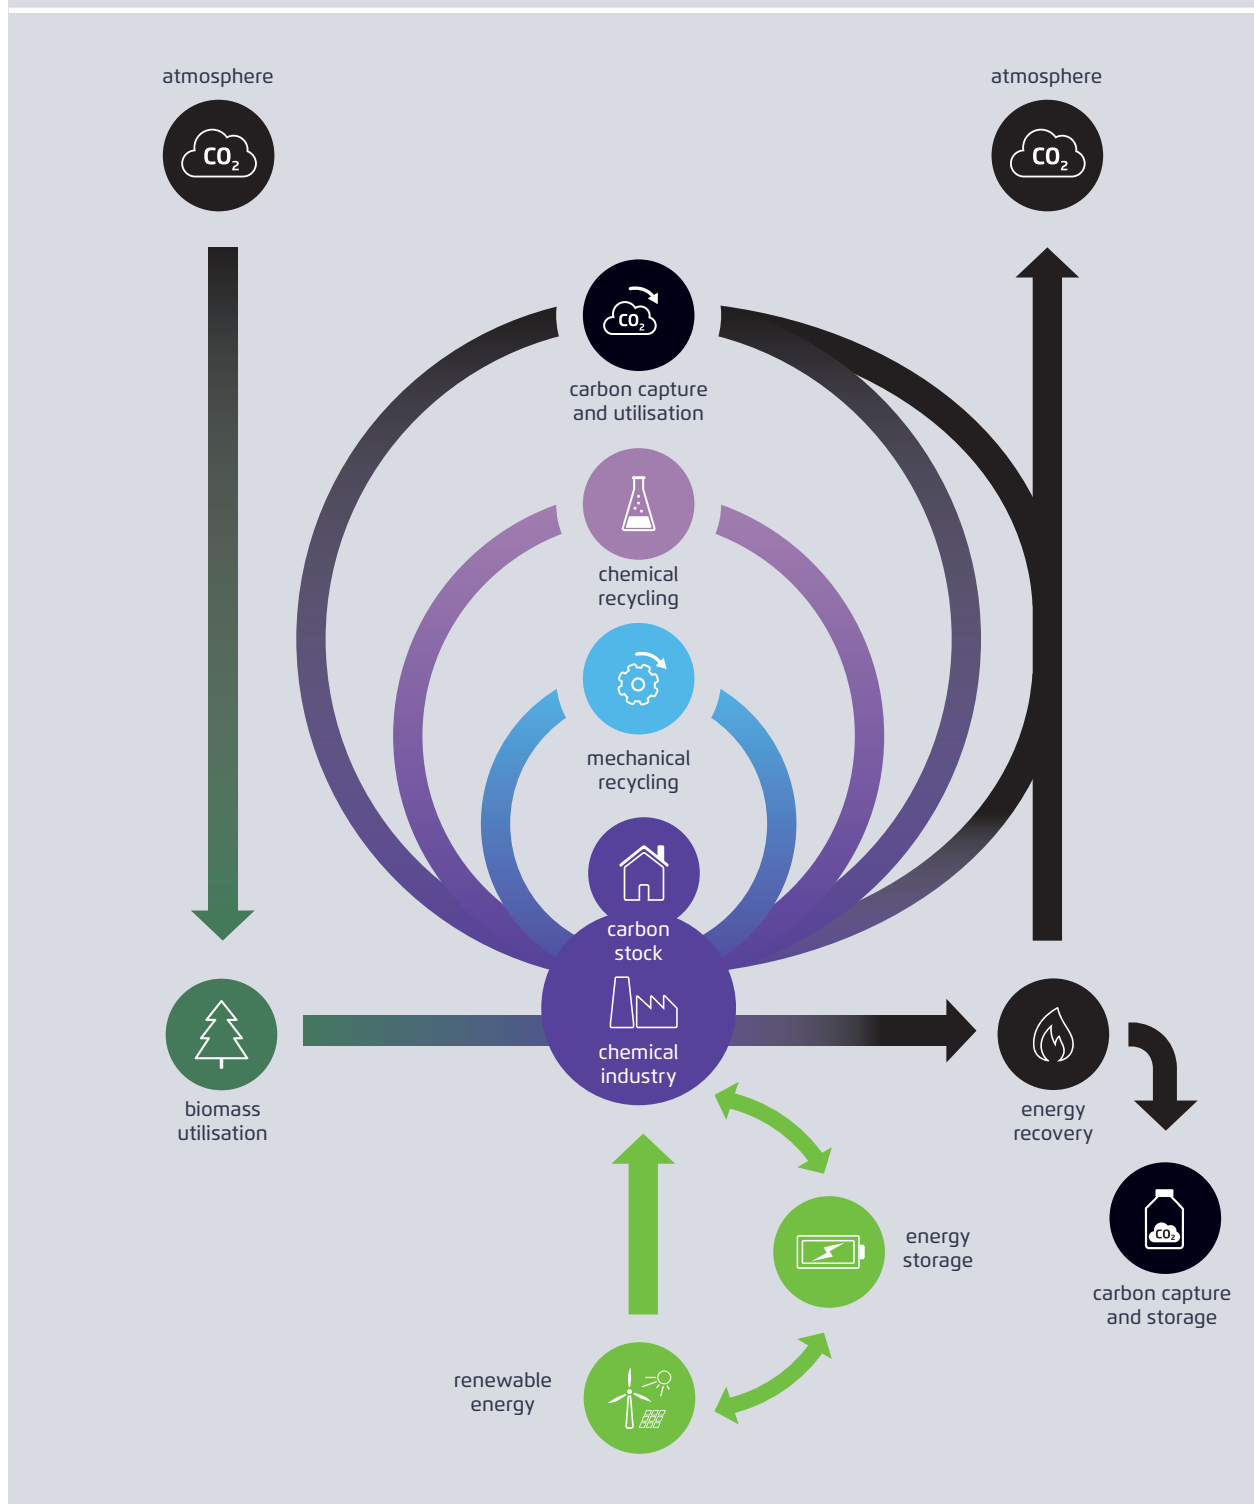 atmosphere
atmosphere
CO2
CO2
CO2
carbon capture
and utilisation
chemical
recycling
mechanical
recycling
carbon
stock
chemical
industry
biomass
utilisation
energy
recovery
CO2
carbon capture
and storage
energy
storage
renewable
energy